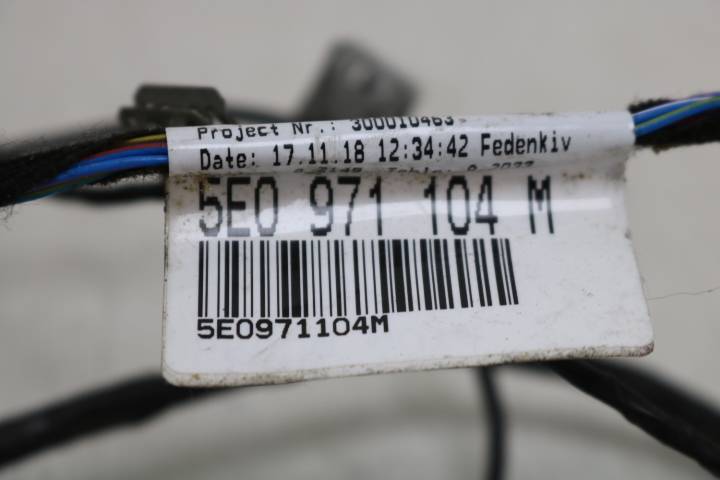 Project Nr.: 300010463
Date: 17.11.18 12:34:42 Fedenkiv
5E0 971 104 M
5E0971104M